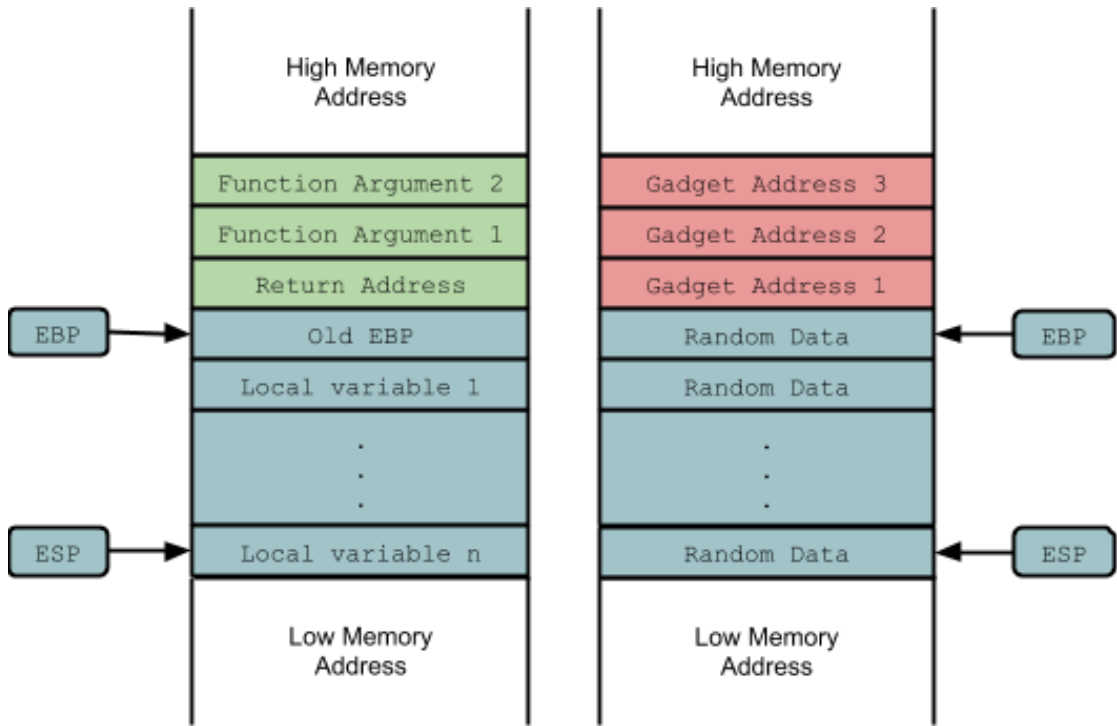 High Memory
Address
Function Argument 2
Function Argument 1
Return Address
EBP
Old EBP
Local variable 1
.
.
.
ESP
Local variable n
Low Memory
Address
High Memory
Address
Gadget Address 3
Gadget Address 2
Gadget Address 1
Random Data
EBP
Random Data
.
.
.
Random Data
ESP
Low Memory
Address